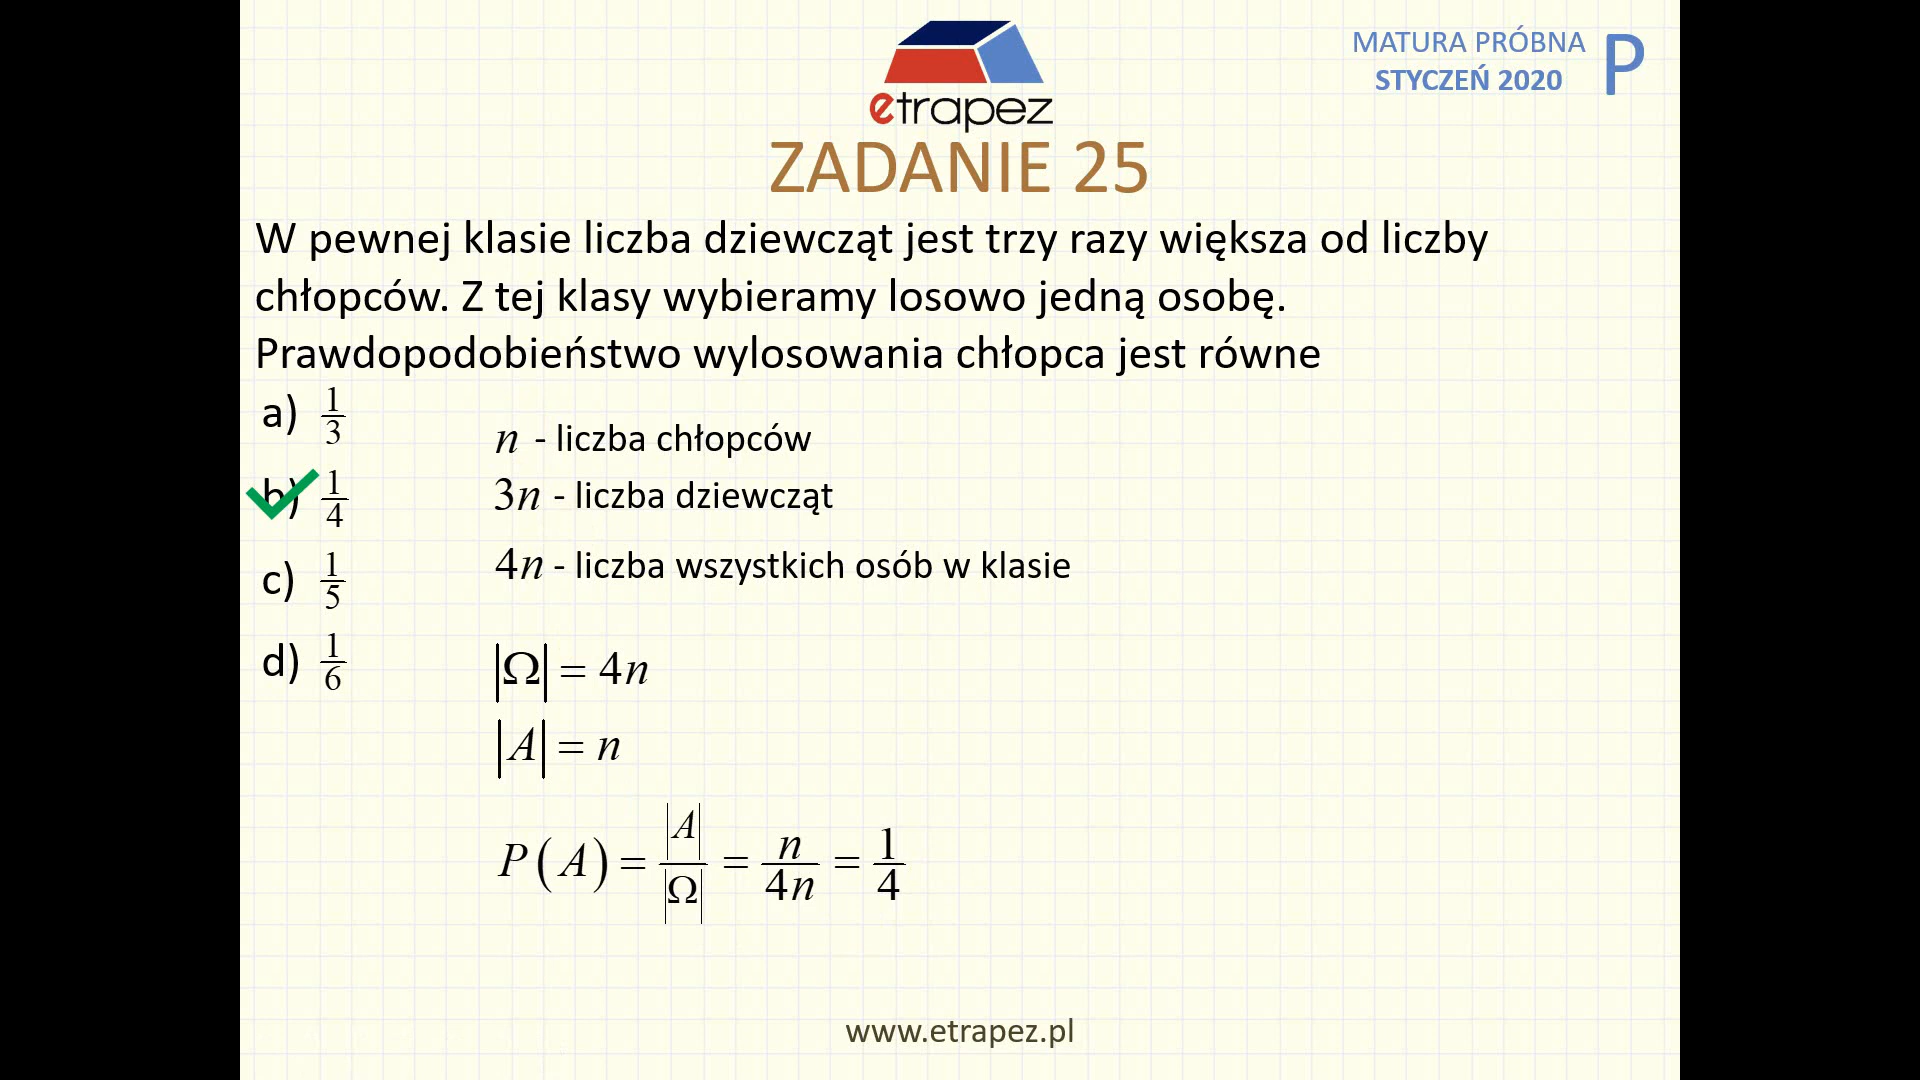 etrapez
MATURA PRÓBNA
STYCZEŃ 2020
P
ZADANIE 25
W pewnej klasie liczba dziewcząt jest trzy razy większa od liczby
chłopców. Z tej klasy wybieramy losowo jedną osobę.
Prawdopodobieństwo wylosowania chłopca jest równe
a) 1/3
b) 1/4
c) 1/5
d) 1/6
n - liczba chłopców
3n - liczba dziewcząt
4n - liczba wszystkich osób w klasie
|Ω| = 4n
|A| = n
P(A) = |A|/|Ω| = n/4n = 1/4
www.etrapez.pl